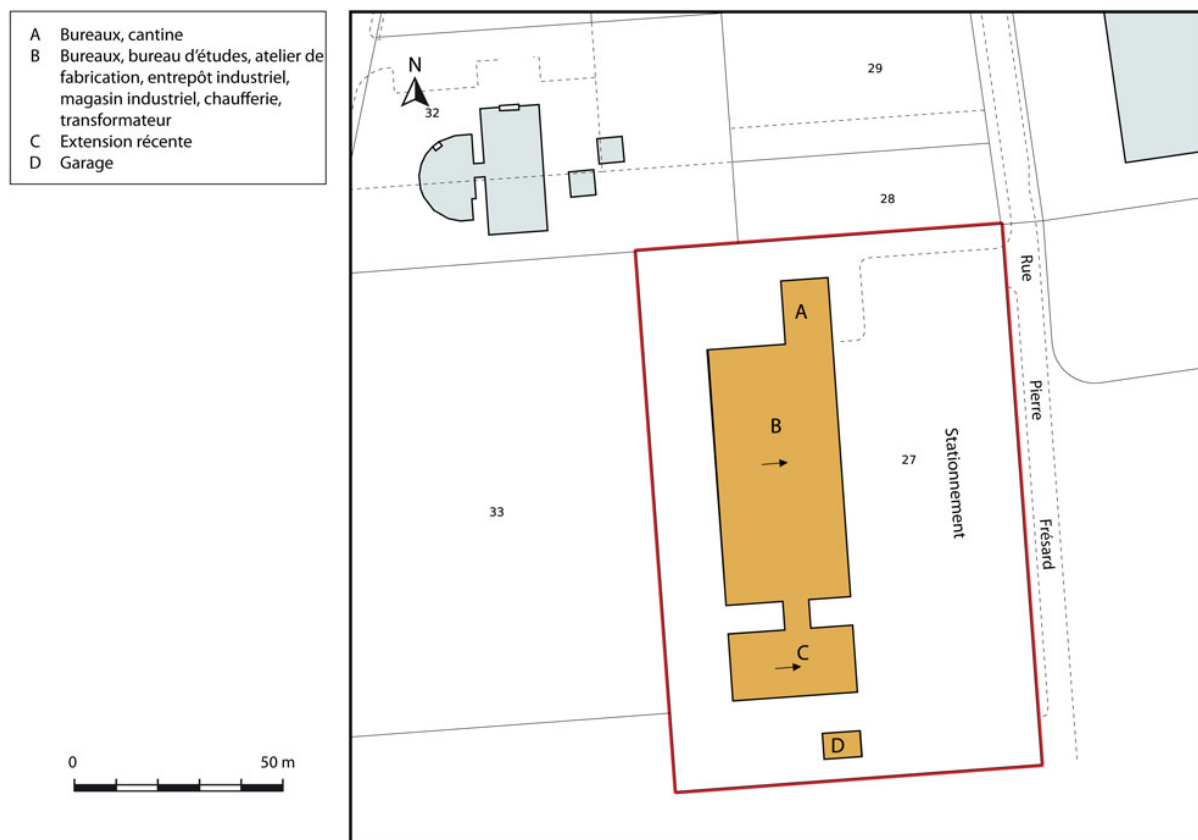 A Bureaux, cantine
B Bureaux, bureau d'études, atelier de
fabrication, entrepôt industriel,
magasin industriel, chaufferie,
transformateur
C Extension récente
D Garage
0 50 m
N
32
29
28
Rue
Pierre
Frésard
A
B
27
Stationnement
33
C
D